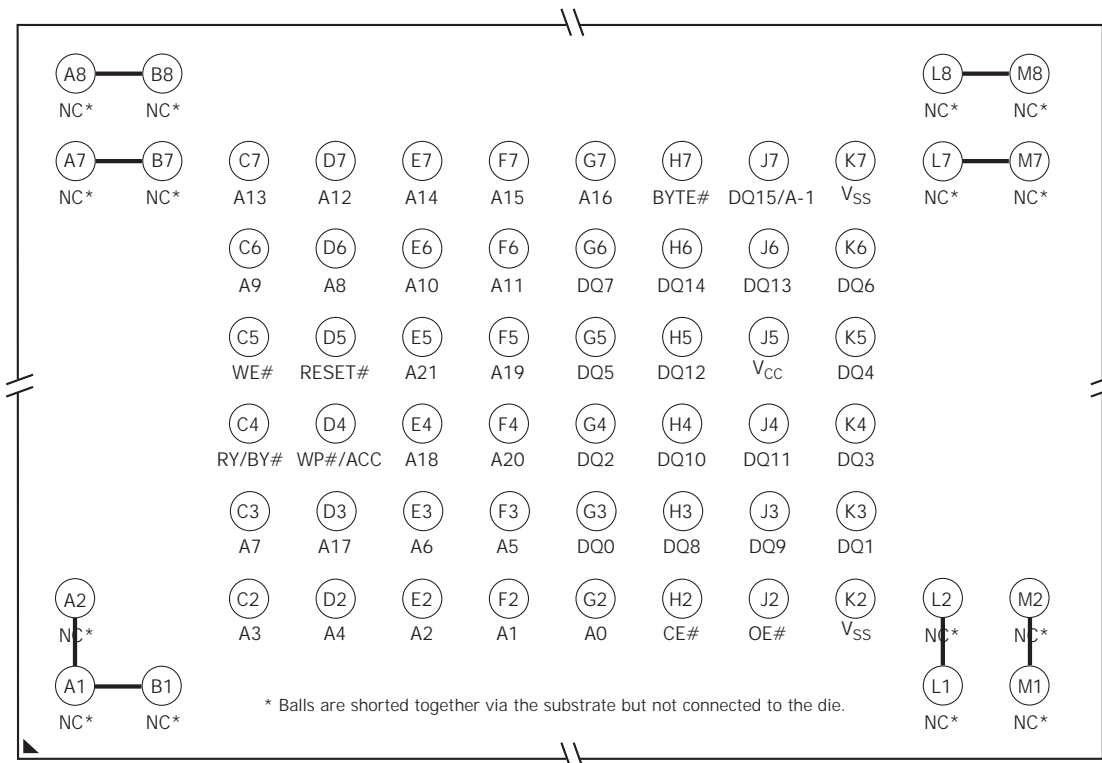 A8 B8 L8 M8
NC* NC* NC* NC*
A7 B7 C7 D7 E7 F7 G7 H7 J7 K7 L7 M7
NC* NC* A13 A12 A14 A15 A16 BYTE# DQ15/A-1 VSS NC* NC*
C6 D6 E6 F6 G6 H6 J6 K6
A9 A8 A10 A11 DQ7 DQ14 DQ13 DQ6
C5 D5 E5 F5 G5 H5 J5 K5
WE# RESET# A21 A19 DQ5 DQ12 VCC DQ4
C4 D4 E4 F4 G4 H4 J4 K4
RY/BY# WP#/ACC A18 A20 DQ2 DQ10 DQ11 DQ3
C3 D3 E3 F3 G3 H3 J3 K3
A7 A17 A6 A5 DQ0 DQ8 DQ9 DQ1
A2 C2 D2 E2 F2 G2 H2 J2 K2 L2 M2
NC* A3 A4 A2 A1 A0 CE# OE# VSS NC* NC*
A1 B1 L1 M1
NC* NC* NC* NC*
* Balls are shorted together via the substrate but not connected to the die.